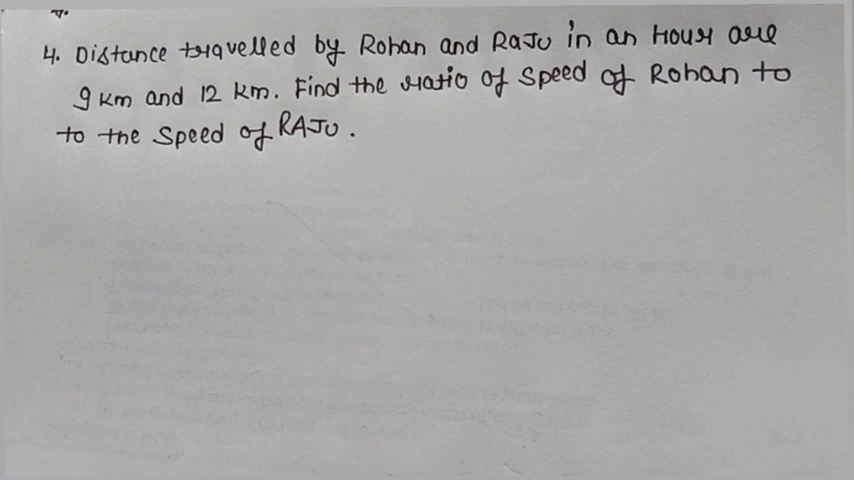 4. Distance travelled by Rohan and RaJu in an Hour are
9 Km and 12 Km. Find the ratio of Speed of Rohan to
to the Speed of RAJU.